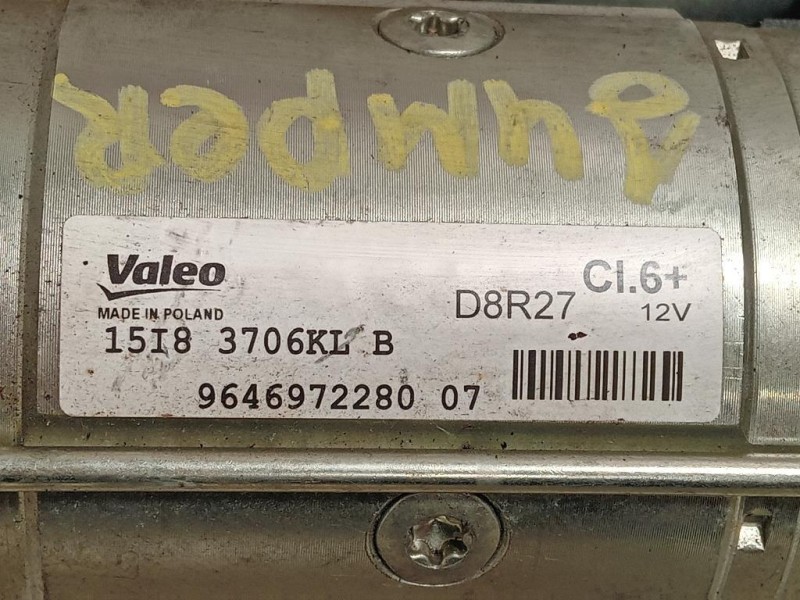 Jumper
Valeo
MADE IN POLAND
D8R27 Cl.6+
12V
15I8 3706KL B
9646972280 07